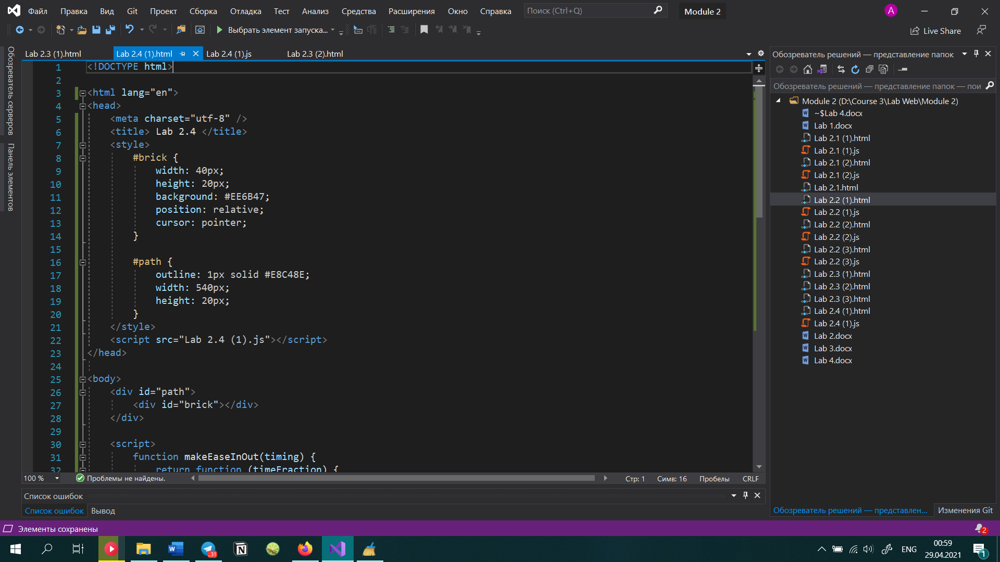 Файл Правка Вид Git Проект Сборка Отладка Тест Анализ Средства Расширения Окно Справка Поиск (Ctrl+Q) Module 2 A
Выбрать элемент запуска... Live Share
Обозреватель серверов
Панель элементов
Lab 2.3 (1).html Lab 2.4 (1).html Lab 2.4 (1).js Lab 2.3 (2).html
1 <!DOCTYPE html>
2
3 <html lang="en">
4 <head>
5 <meta charset="utf-8" />
6 <title> Lab 2.4 </title>
7 <style>
8 #brick {
9 width: 40px;
10 height: 20px;
11 background: #EE6B47;
12 position: relative;
13 cursor: pointer;
14 }
15
16 #path {
17 outline: 1px solid #E8C48E;
18 width: 540px;
19 height: 20px;
20 }
21 </style>
22 <script src="Lab 2.4 (1).js"></script>
23 </head>
24
25 <body>
26 <div id="path">
27 <div id="brick"></div>
28 </div>
29
30 <script>
31 function makeEaseInOut(timing) {
32 return function (timeFraction) {
100 % Проблемы не найдены. Стр: 1 Симв: 16 Пробелы CRLF
Список ошибок
Список ошибок Вывод
Обозреватель решений — представление папок
Обозреватель решений — представление папок — пои
Module 2 (D:\Course 3\Lab Web\Module 2)
~$Lab 4.docx
Lab 1.docx
Lab 2.1 (1).html
Lab 2.1 (1).js
Lab 2.1 (2).html
Lab 2.1 (2).js
Lab 2.1.html
Lab 2.2 (1).html
Lab 2.2 (1).js
Lab 2.2 (2).html
Lab 2.2 (2).js
Lab 2.2 (3).html
Lab 2.2 (3).js
Lab 2.3 (1).html
Lab 2.3 (2).html
Lab 2.3 (3).html
Lab 2.4 (1).html
Lab 2.4 (1).js
Lab 2.docx
Lab 3.docx
Lab 4.docx
Обозреватель решений — представлен... Изменения Git
Элементы сохранены 2
31 ENG 00:59
29.04.2021 1